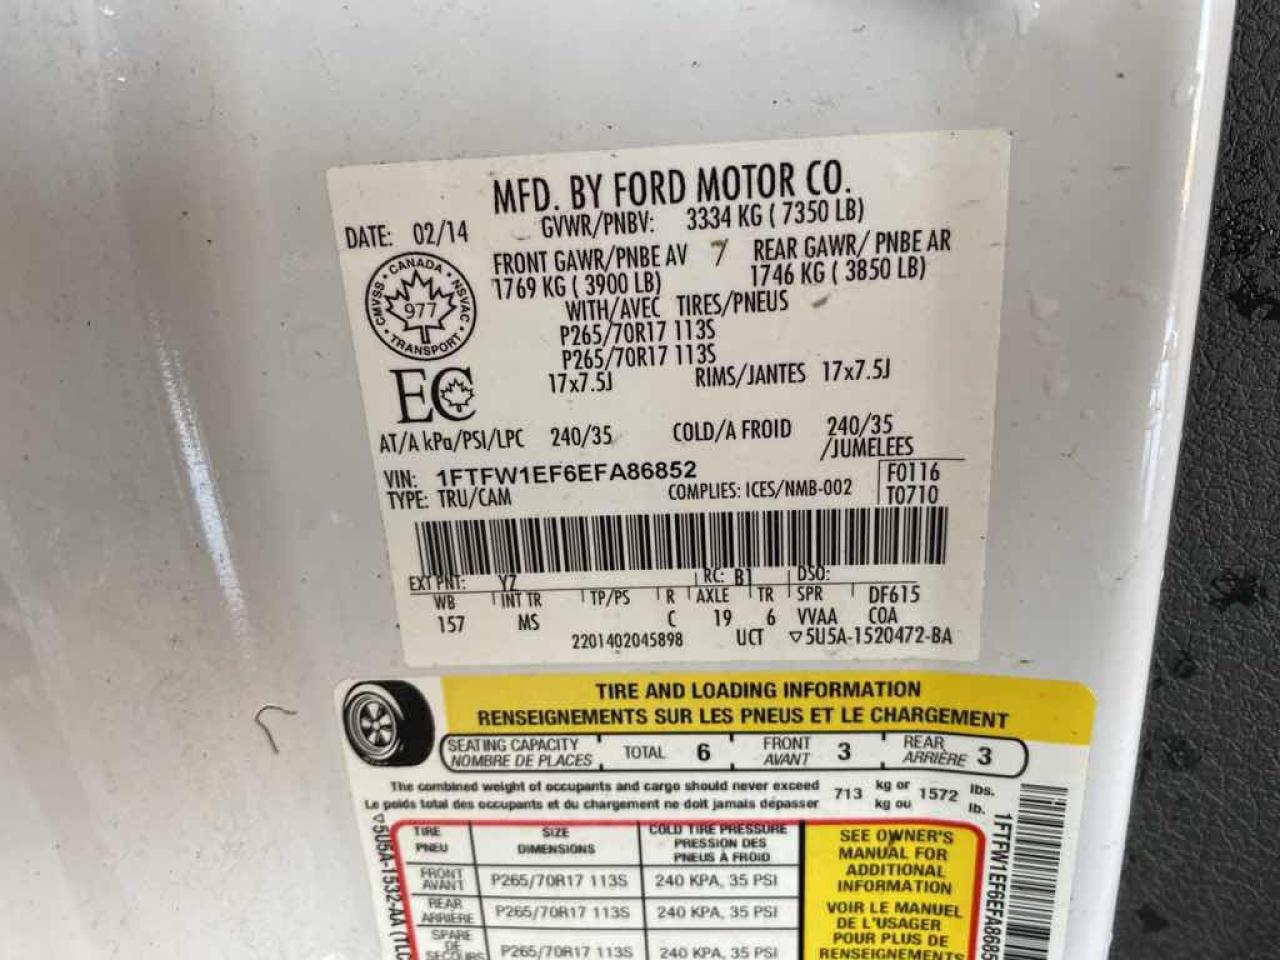 MFD. BY FORD MOTOR CO.
DATE: 02/14
GVWR/PNBV: 3334 KG ( 7350 LB)
FRONT GAWR/PNBE AV
REAR GAWR/ PNBE AR
1769 KG ( 3900 LB)
1746 KG ( 3850 LB)
WITH/AVEC TIRES/PNEUS
P265/70R17 113S
P265/70R17 113S
17x7.5J RIMS/JANTES 17x7.5J
CANADA
CMVSS
NSVAC
977
TRANSPORT
EC
AT/A kPa/PSI/LPC 240/35 COLD/A FROID 240/35
/JUMELEES
VIN: 1FTFW1EF6EFA86852
F0116
TYPE: TRU/CAM COMPLIES: ICES/NMB-002
T0710
EXT PNT: YZ RC: B1 DSO:
WB INT TR TP/PS R AXLE TR SPR DF615
157 MS C 19 6 VVAA COA
2201402045898 UCT ▽5U5A-1520472-BA
TIRE AND LOADING INFORMATION
RENSEIGNEMENTS SUR LES PNEUS ET LE CHARGEMENT
SEATING CAPACITY
NOMBRE DE PLACES
TOTAL 6
FRONT
AVANT
3
REAR
ARRIÈRE
3
The combined weight of occupants and cargo should never exceed
Le poids total des occupants et du chargement ne doit jamais dépasser
713 kg or
kg ou
1572 lbs.
lb.
TIRE
PNEU
SIZE
DIMENSIONS
COLD TIRE PRESSURE
PRESSION DES
PNEUS À FROID
FRONT
AVANT
P265/70R17 113S 240 KPA, 35 PSI
REAR
ARRIÈRE
P265/70R17 113S 240 KPA, 35 PSI
SPARE
DE
SECOURS
P265/70R17 113S 240 KPA, 35 PSI
SEE OWNER'S
MANUAL FOR
ADDITIONAL
INFORMATION
VOIR LE MANUEL
DE L'USAGER
POUR PLUS DE
RENSEIGNEMENTS
▽5U5A-1532-AA
1FTFW1EF6EFA8685